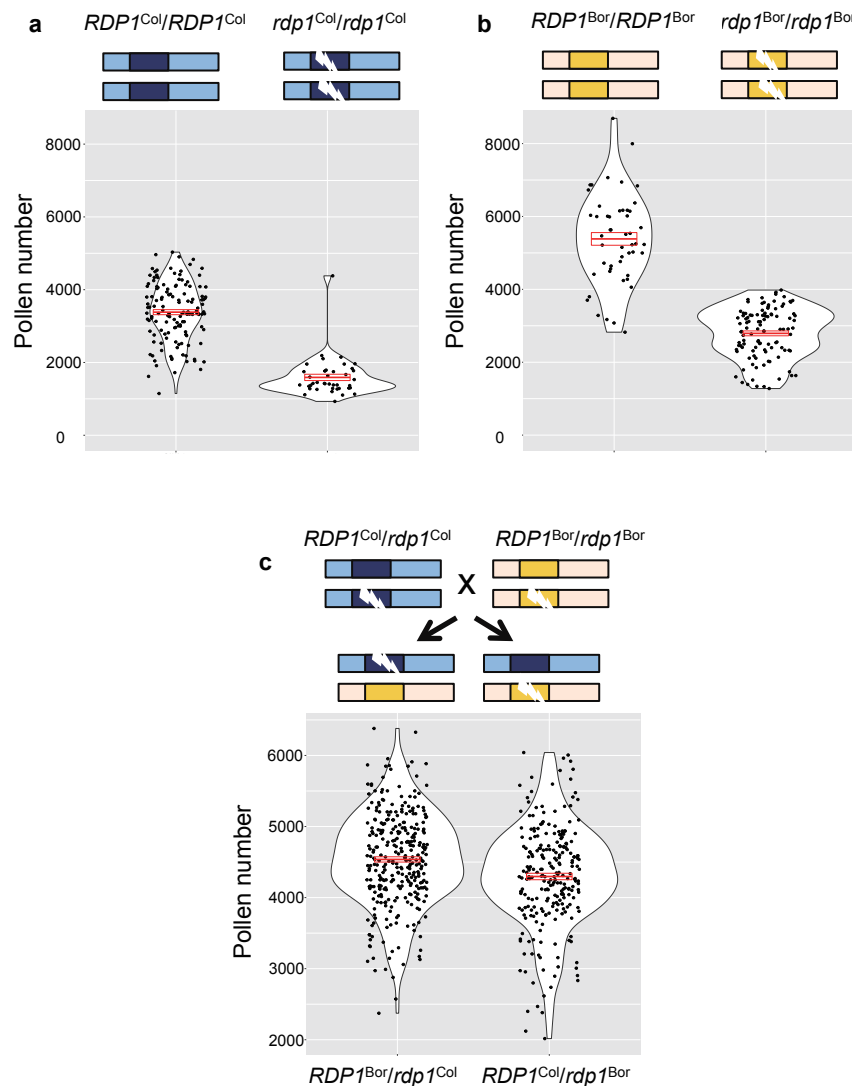 a
RDP1Col/RDP1Col
rdp1Col/rdp1Col
Pollen number
8000
6000
4000
2000
0
b
RDP1Bor/RDP1Bor
rdp1Bor/rdp1Bor
Pollen number
8000
6000
4000
2000
0
c
RDP1Col/rdp1Col
RDP1Bor/rdp1Bor
X
Pollen number
6000
5000
4000
3000
2000
RDP1Bor/rdp1Col
RDP1Col/rdp1Bor